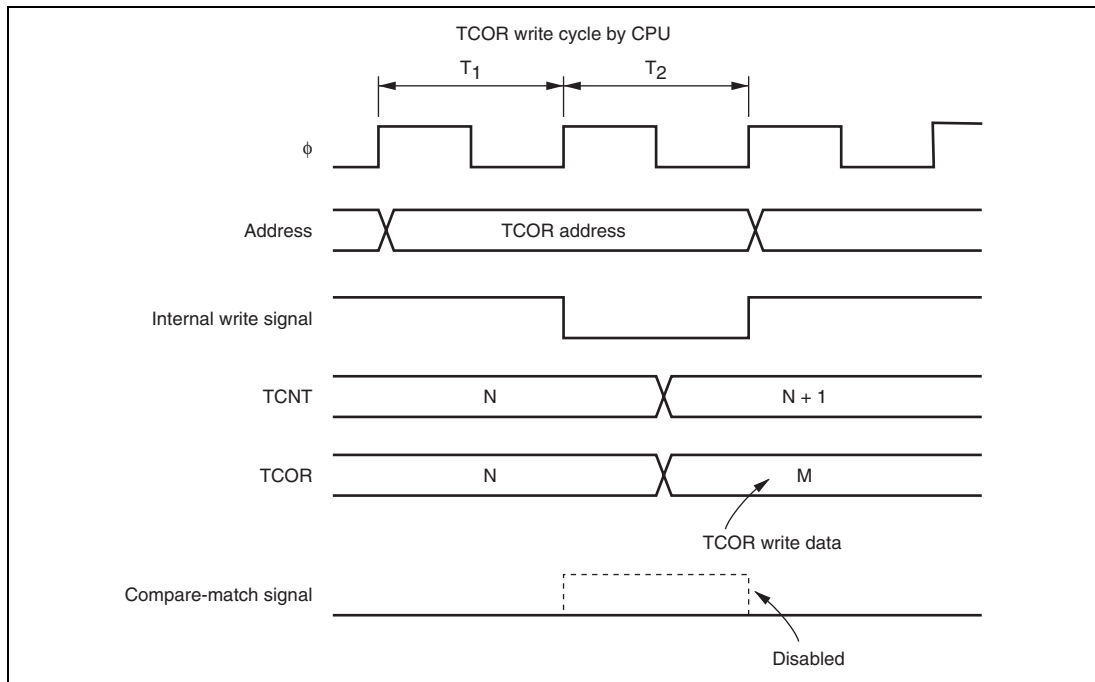 TCOR write cycle by CPU
T1 T2
φ
Address TCOR address
Internal write signal
TCNT N N + 1
TCOR N M
TCOR write data
Compare-match signal
Disabled